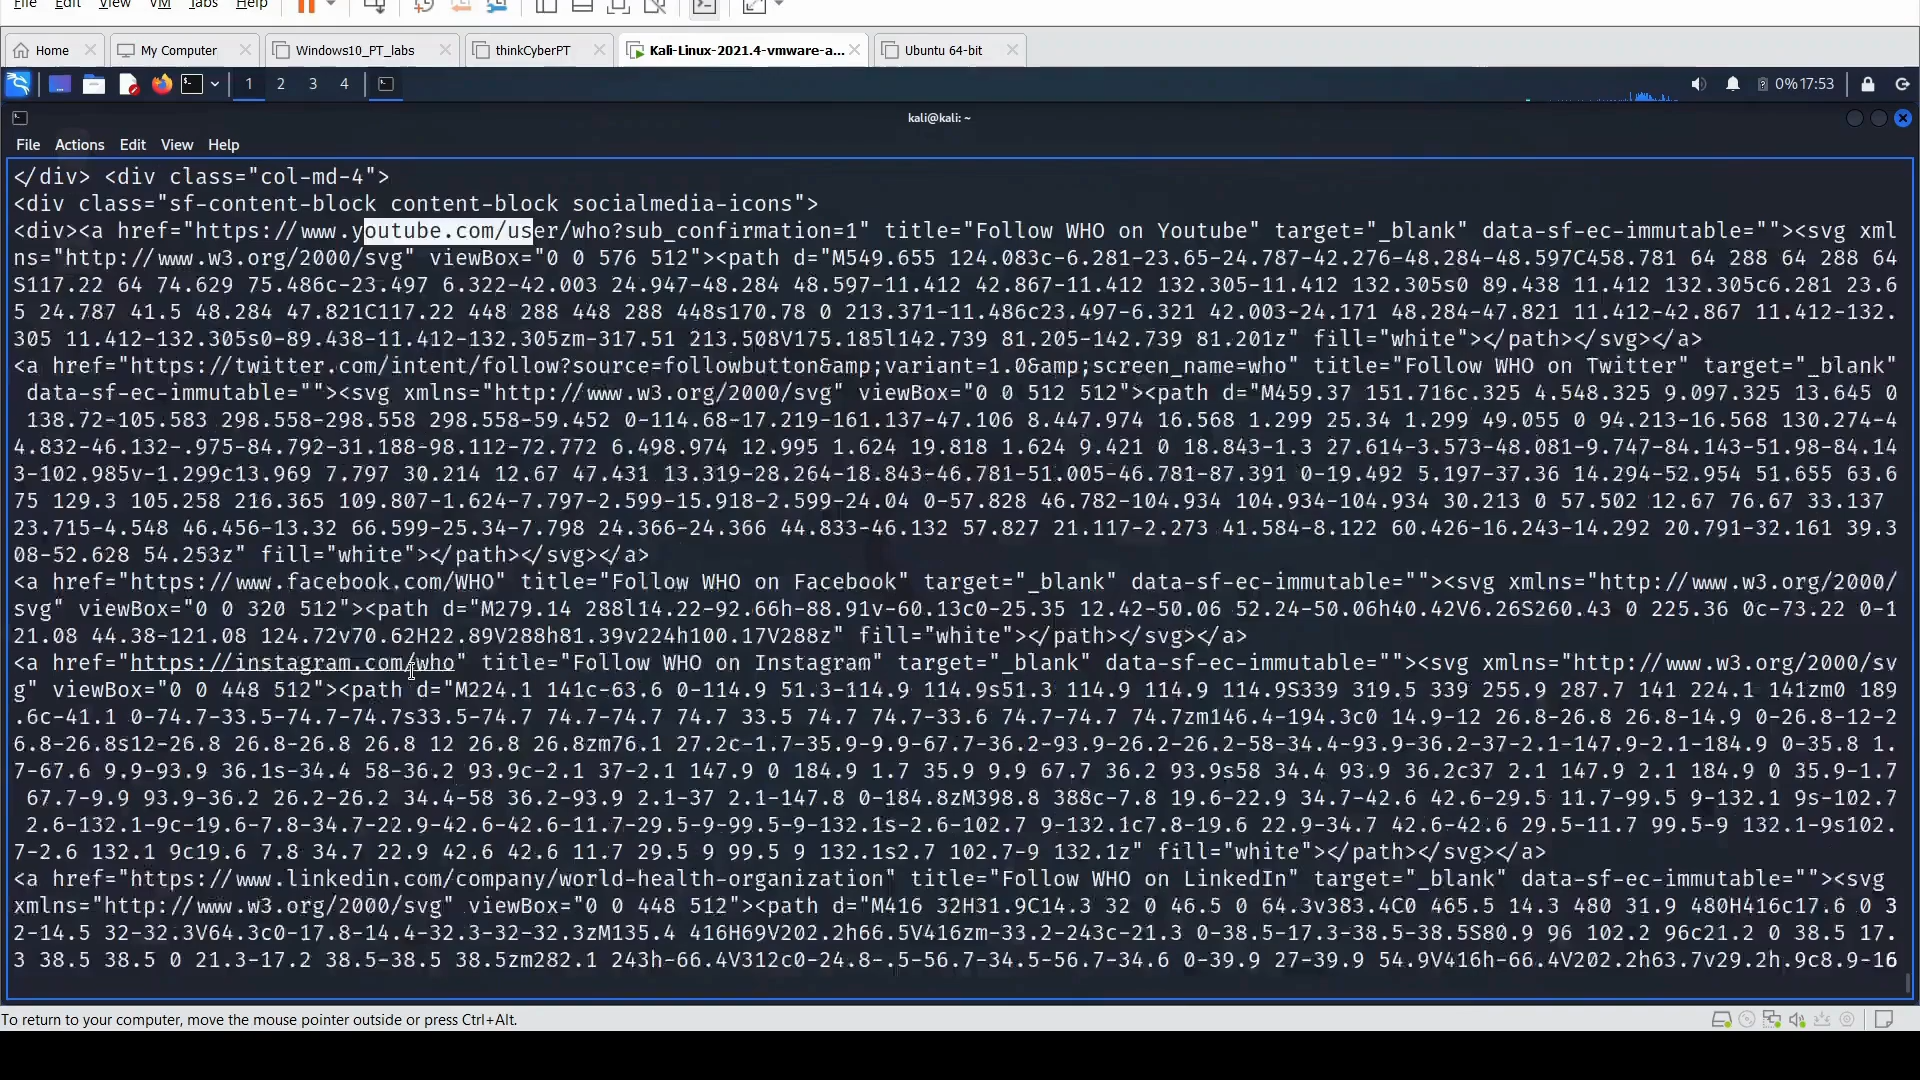 File Edit View VM Tabs Help
Home My Computer Windows10_PT_labs thinkCyberPT Kali-Linux-2021.4-vmware-a... Ubuntu 64-bit
1 2 3 4 0% 17:53
kali@kali: ~
File Actions Edit View Help
</div> <div class="col-md-4">
<div class="sf-content-block content-block socialmedia-icons">
<div><a href="https://www.youtube.com/user/who?sub_confirmation=1" title="Follow WHO on Youtube" target="_blank" data-sf-ec-immutable=""><svg xml
ns="http://www.w3.org/2000/svg" viewBox="0 0 576 512"><path d="M549.655 124.083c-6.281-23.65-24.787-42.276-48.284-48.597C458.781 64 288 64 288 64
S117.22 64 74.629 75.486c-23.497 6.322-42.003 24.947-48.284 48.597-11.412 42.867-11.412 132.305-11.412 132.305s0 89.438 11.412 132.305c6.281 23.6
5 24.787 41.5 48.284 47.821C117.22 448 288 448 288 448s170.78 0 213.371-11.486c23.497-6.321 42.003-24.171 48.284-47.821 11.412-42.867 11.412-132.
305 11.412-132.305s0-89.438-11.412-132.305zm-317.51 213.508V175.185l142.739 81.205-142.739 81.201z" fill="white"></path></svg></a>
<a href="https://twitter.com/intent/follow?source=followbutton&amp;variant=1.0&amp;screen_name=who" title="Follow WHO on Twitter" target="_blank"
data-sf-ec-immutable=""><svg xmlns="http://www.w3.org/2000/svg" viewBox="0 0 512 512"><path d="M459.37 151.716c.325 4.548.325 9.097.325 13.645 0
138.72-105.583 298.558-298.558 298.558-59.452 0-114.68-17.219-161.137-47.106 8.447.974 16.568 1.299 25.34 1.299 49.055 0 94.213-16.568 130.274-4
4.832-46.132-.975-84.792-31.188-98.112-72.772 6.498.974 12.995 1.624 19.818 1.624 9.421 0 18.843-1.3 27.614-3.573-48.081-9.747-84.143-51.98-84.14
3-102.985v-1.299c13.969 7.797 30.214 12.67 47.431 13.319-28.264-18.843-46.781-51.005-46.781-87.391 0-19.492 5.197-37.36 14.294-52.954 51.655 63.6
75 129.3 105.258 216.365 109.807-1.624-7.797-2.599-15.918-2.599-24.04 0-57.828 46.782-104.934 104.934-104.934 30.213 0 57.502 12.67 76.67 33.137
23.715-4.548 46.456-13.32 66.599-25.34-7.798 24.366-24.366 44.833-46.132 57.827 21.117-2.273 41.584-8.122 60.426-16.243-14.292 20.791-32.161 39.3
08-52.628 54.253z" fill="white"></path></svg></a>
<a href="https://www.facebook.com/WHO" title="Follow WHO on Facebook" target="_blank" data-sf-ec-immutable=""><svg xmlns="http://www.w3.org/2000/
svg" viewBox="0 0 320 512"><path d="M279.14 288l14.22-92.66h-88.91v-60.13c0-25.35 12.42-50.06 52.24-50.06h40.42V6.26S260.43 0 225.36 0c-73.22 0-1
21.08 44.38-121.08 124.72v70.62H22.89V288h81.39v224h100.17V288z" fill="white"></path></svg></a>
<a href="https://instagram.com/who" title="Follow WHO on Instagram" target="_blank" data-sf-ec-immutable=""><svg xmlns="http://www.w3.org/2000/sv
g" viewBox="0 0 448 512"><path d="M224.1 141c-63.6 0-114.9 51.3-114.9 114.9s51.3 114.9 114.9 114.9S339 319.5 339 255.9 287.7 141 224.1 141zm0 189
.6c-41.1 0-74.7-33.5-74.7-74.7s33.5-74.7 74.7-74.7 74.7 33.5 74.7 74.7-33.6 74.7-74.7 74.7zm146.4-194.3c0 14.9-12 26.8-26.8 26.8-14.9 0-26.8-12-2
6.8-26.8s12-26.8 26.8-26.8 26.8 12 26.8 26.8zm76.1 27.2c-1.7-35.9-9.9-67.7-36.2-93.9-26.2-26.2-58-34.4-93.9-36.2-37-2.1-147.9-2.1-184.9 0-35.8 1.
7-67.6 9.9-93.9 36.1s-34.4 58-36.2 93.9c-2.1 37-2.1 147.9 0 184.9 1.7 35.9 9.9 67.7 36.2 93.9s58 34.4 93.9 36.2c37 2.1 147.9 2.1 184.9 0 35.9-1.7
67.7-9.9 93.9-36.2 26.2-26.2 34.4-58 36.2-93.9 2.1-37 2.1-147.8 0-184.8zM398.8 388c-7.8 19.6-22.9 34.7-42.6 42.6-29.5 11.7-99.5 9-132.1 9s-102.7
2.6-132.1-9c-19.6-7.8-34.7-22.9-42.6-42.6-11.7-29.5-9-99.5-9-132.1s-2.6-102.7 9-132.1c7.8-19.6 22.9-34.7 42.6-42.6 29.5-11.7 99.5-9 132.1-9s102.
7-2.6 132.1 9c19.6 7.8 34.7 22.9 42.6 42.6 11.7 29.5 9 99.5 9 132.1s2.7 102.7-9 132.1z" fill="white"></path></svg></a>
<a href="https://www.linkedin.com/company/world-health-organization" title="Follow WHO on LinkedIn" target="_blank" data-sf-ec-immutable=""><svg
xmlns="http://www.w3.org/2000/svg" viewBox="0 0 448 512"><path d="M416 32H31.9C14.3 32 0 46.5 0 64.3v383.4C0 465.5 14.3 480 31.9 480H416c17.6 0 3
2-14.5 32-32.3V64.3c0-17.8-14.4-32.3-32-32.3zM135.4 416H69V202.2h66.5V416zm-33.2-243c-21.3 0-38.5-17.3-38.5-38.5S80.9 96 102.2 96c21.2 0 38.5 17.
3 38.5 38.5 0 21.3-17.2 38.5-38.5 38.5zm282.1 243h-66.4V312c0-24.8-.5-56.7-34.5-56.7-34.6 0-39.9 27-39.9 54.9V416h-66.4V202.2h63.7v29.2h.9c8.9-16
To return to your computer, move the mouse pointer outside or press Ctrl+Alt.